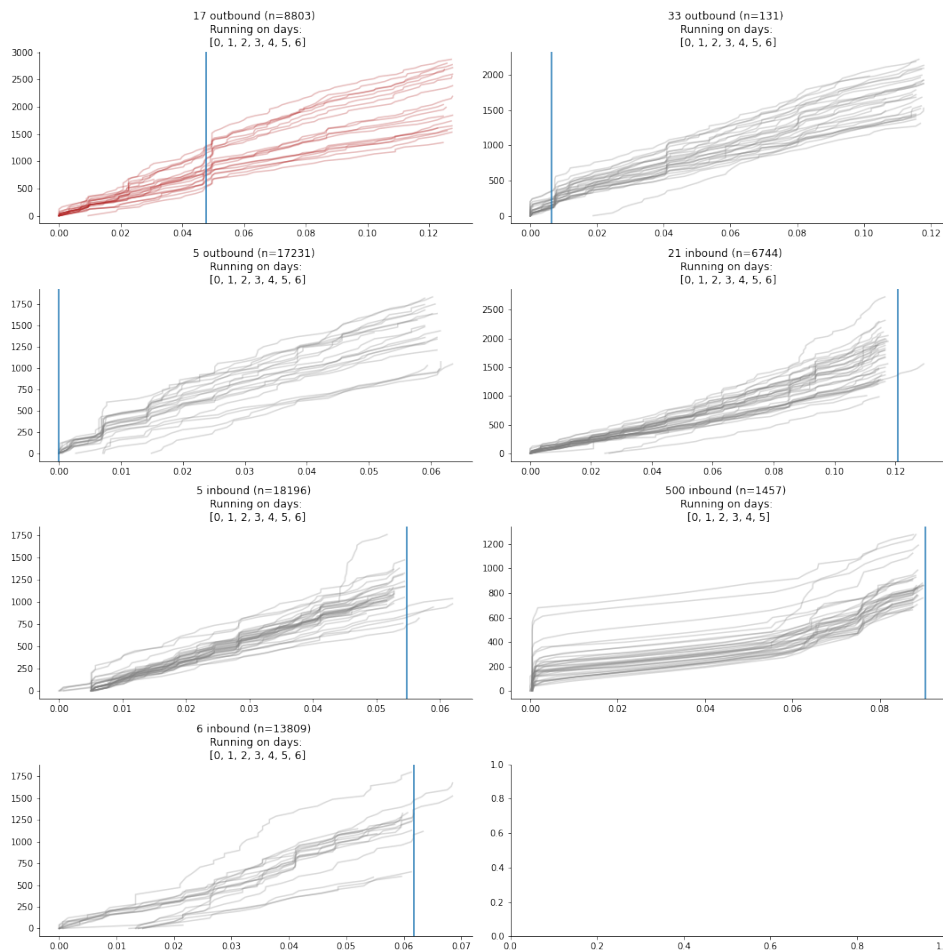 17 outbound (n=8803)
Running on days:
[0, 1, 2, 3, 4, 5, 6]
3000
2500
2000
1500
1000
500
0
0.00 0.02 0.04 0.06 0.08 0.10 0.12
33 outbound (n=131)
Running on days:
[0, 1, 2, 3, 4, 5, 6]
2000
1500
1000
500
0
0.00 0.02 0.04 0.06 0.08 0.10 0.12
5 outbound (n=17231)
Running on days:
[0, 1, 2, 3, 4, 5, 6]
1750
1500
1250
1000
750
500
250
0
0.00 0.01 0.02 0.03 0.04 0.05 0.06
21 inbound (n=6744)
Running on days:
[0, 1, 2, 3, 4, 5, 6]
2500
2000
1500
1000
500
0
0.00 0.02 0.04 0.06 0.08 0.10 0.12
5 inbound (n=18196)
Running on days:
[0, 1, 2, 3, 4, 5, 6]
1750
1500
1250
1000
750
500
250
0
0.00 0.01 0.02 0.03 0.04 0.05 0.06
500 inbound (n=1457)
Running on days:
[0, 1, 2, 3, 4, 5]
1200
1000
800
600
400
200
0
0.00 0.02 0.04 0.06 0.08
6 inbound (n=13809)
Running on days:
[0, 1, 2, 3, 4, 5, 6]
1750
1500
1250
1000
750
500
250
0
0.00 0.01 0.02 0.03 0.04 0.05 0.06 0.07
1.0
0.8
0.6
0.4
0.2
0.0
0.0 0.2 0.4 0.6 0.8